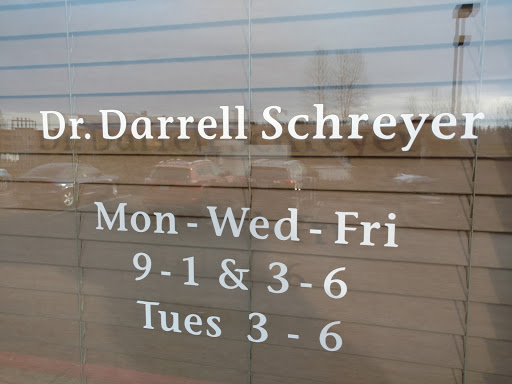 Dr. Darrell Schreyer
Mon - Wed - Fri
9 - 1 & 3 - 6
Tues 3 - 6